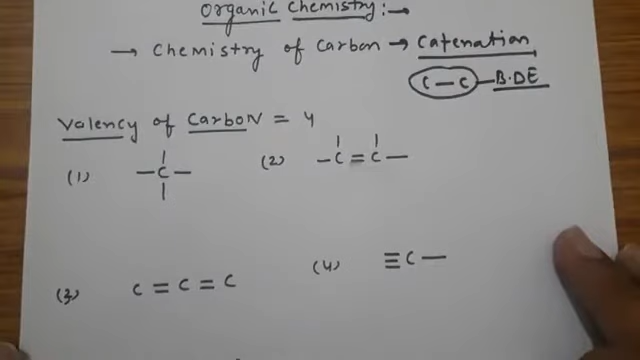 Organic Chemistry:→
→ Chemistry of Carbon → Catenation
C—C — B.DE
Valency of Carbon = 4
(1) —C— (2) —C=C—
(3) C = C = C (4) ≡C—